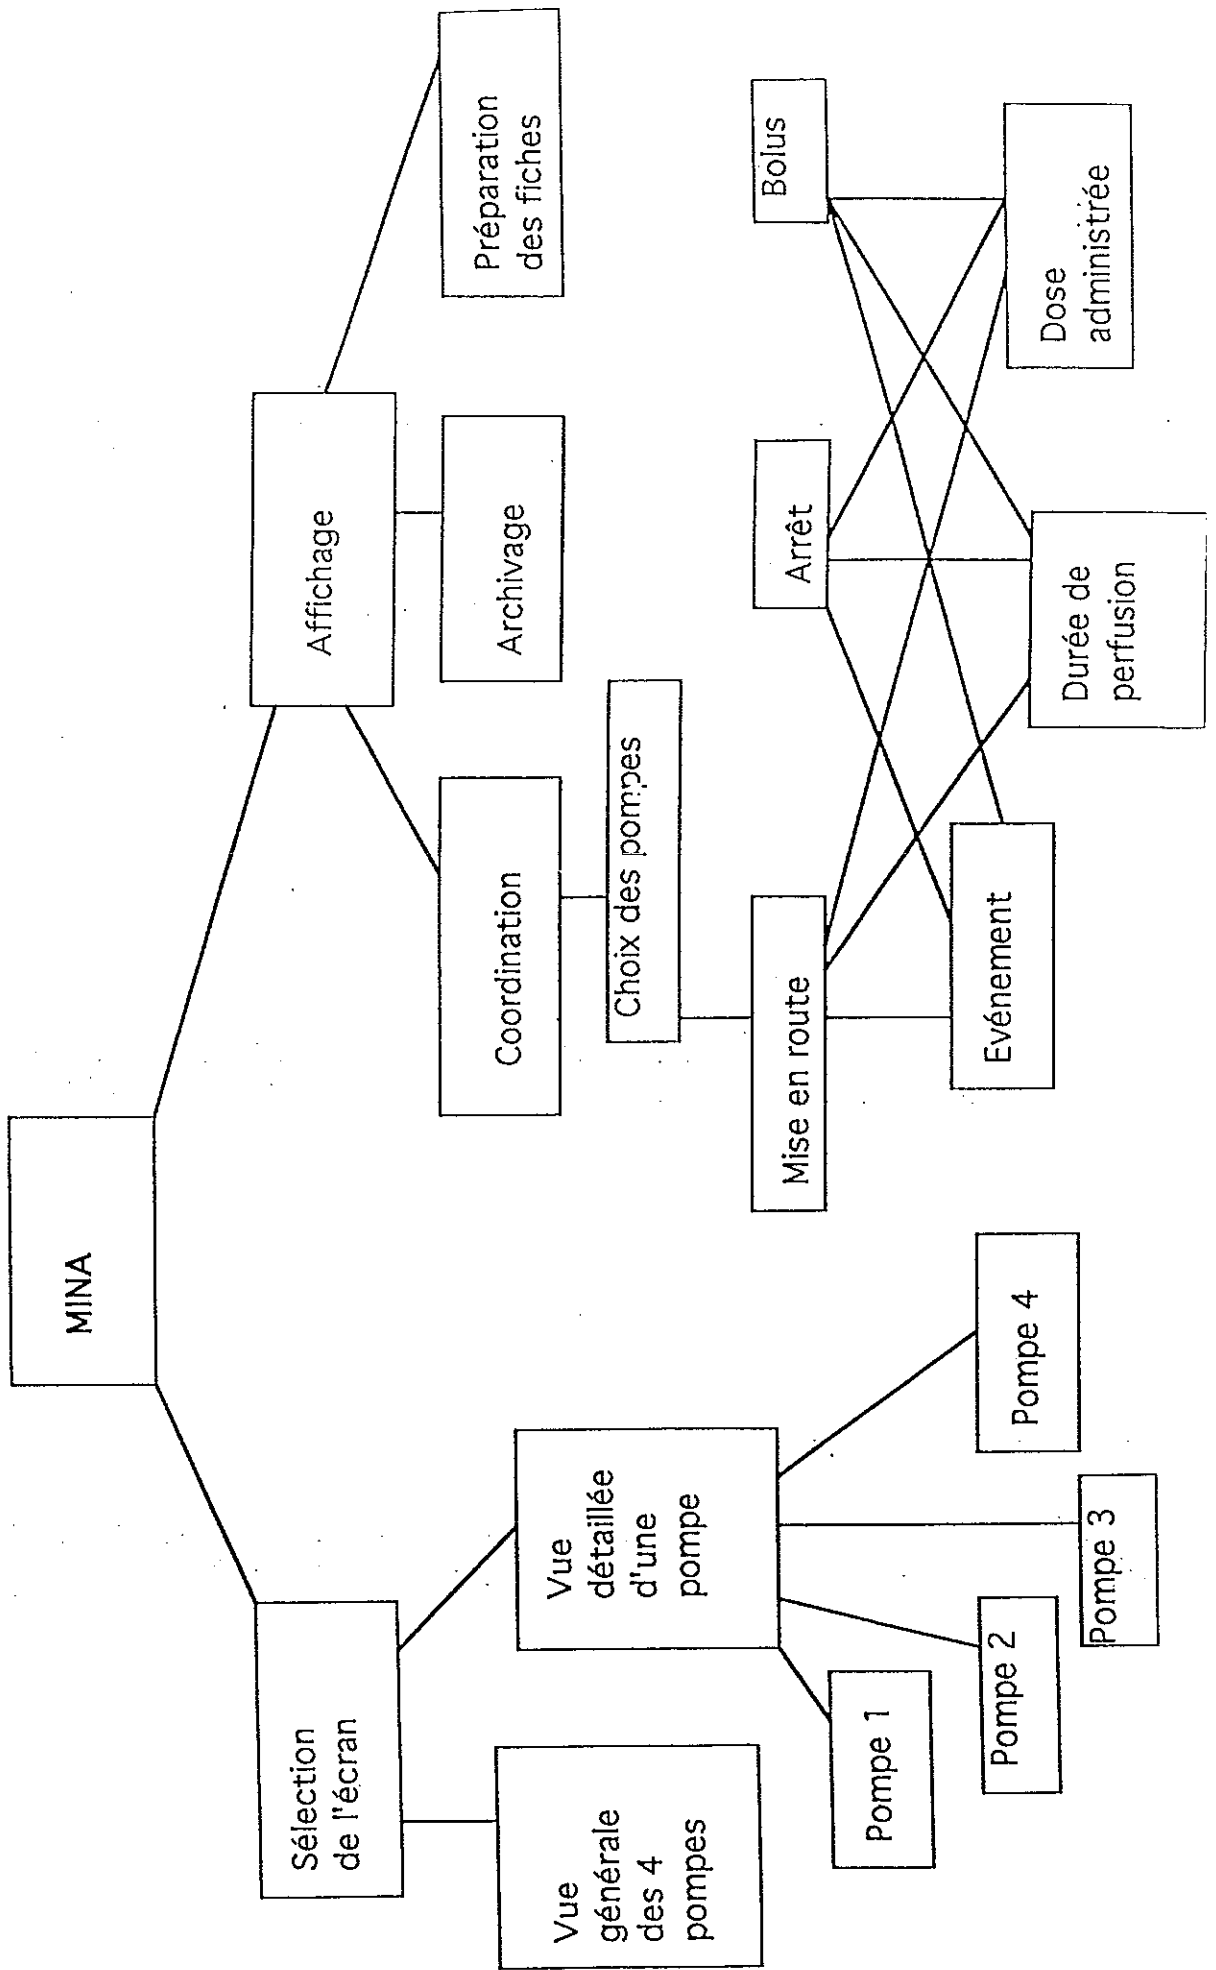 MINA
Sélection
de l'écran
Affichage
Vue
générale
des 4
pompes
Vue
détaillée
d'une
pompe
Coordination
Archivage
Préparation
des fiches
Choix des pompes
Pompe 1
Pompe 2
Pompe 3
Pompe 4
Mise en route
Arrêt
Bolus
Evénement
Durée de
perfusion
Dose
administrée